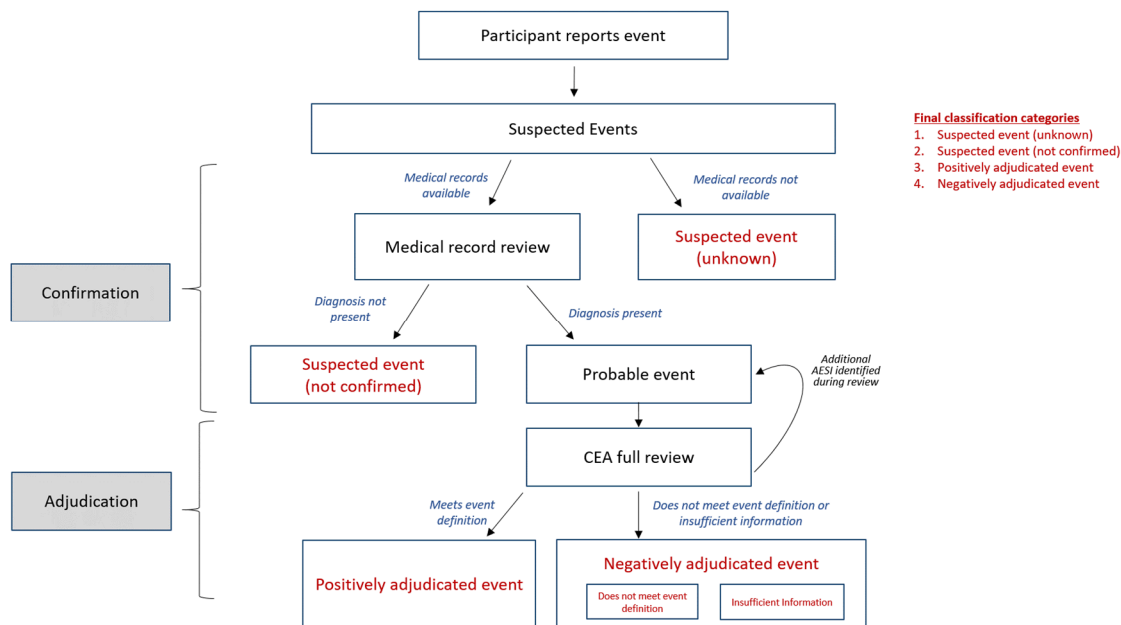 Participant reports event
Suspected Events
Final classification categories
1. Suspected event (unknown)
2. Suspected event (not confirmed)
3. Positively adjudicated event
4. Negatively adjudicated event
Medical records
available
Medical records not
available
Medical record review
Suspected event
(unknown)
Confirmation
Diagnosis not
present
Diagnosis present
Suspected event
(not confirmed)
Probable event
Additional
AESI identified
during review
CEA full review
Adjudication
Meets event
definition
Does not meet event definition or
insufficient information
Positively adjudicated event
Negatively adjudicated event
Does not meet event
definition
Insufficient Information